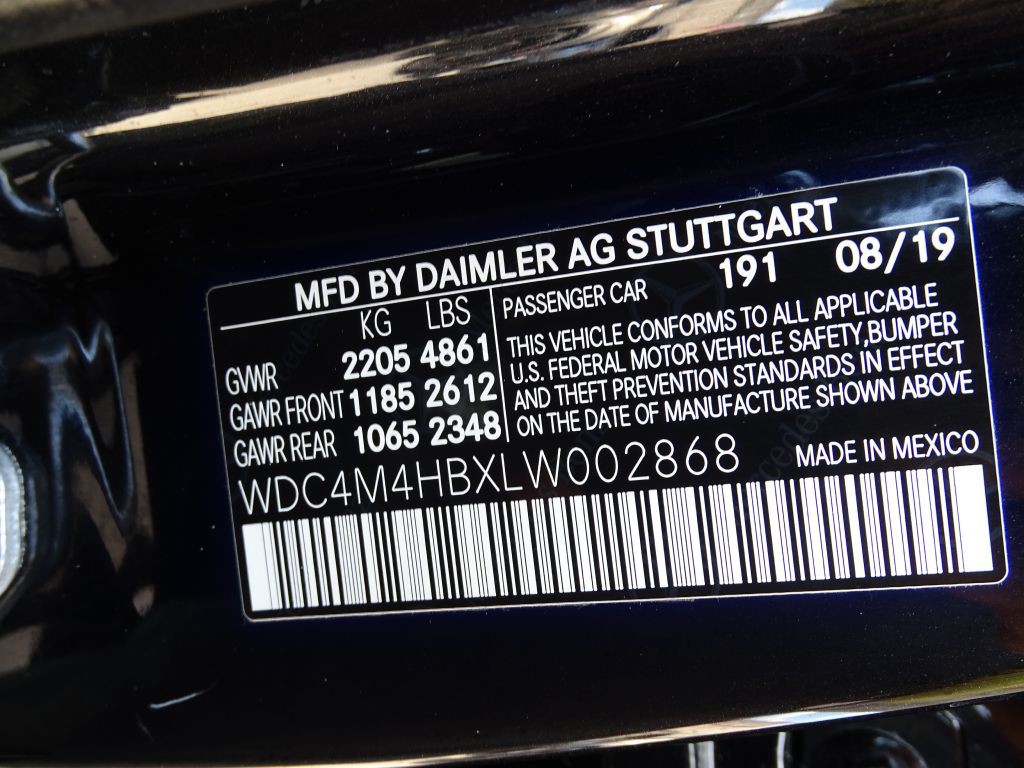 MFD BY DAIMLER AG STUTTGART
KG LBS
GVWR 2205 4861
GAWR FRONT 1185 2612
GAWR REAR 1065 2348
PASSENGER CAR 191 08/19
THIS VEHICLE CONFORMS TO ALL APPLICABLE
U.S. FEDERAL MOTOR VEHICLE SAFETY,BUMPER
AND THEFT PREVENTION STANDARDS IN EFFECT
ON THE DATE OF MANUFACTURE SHOWN ABOVE
WDC4M4HBXLW002868
MADE IN MEXICO